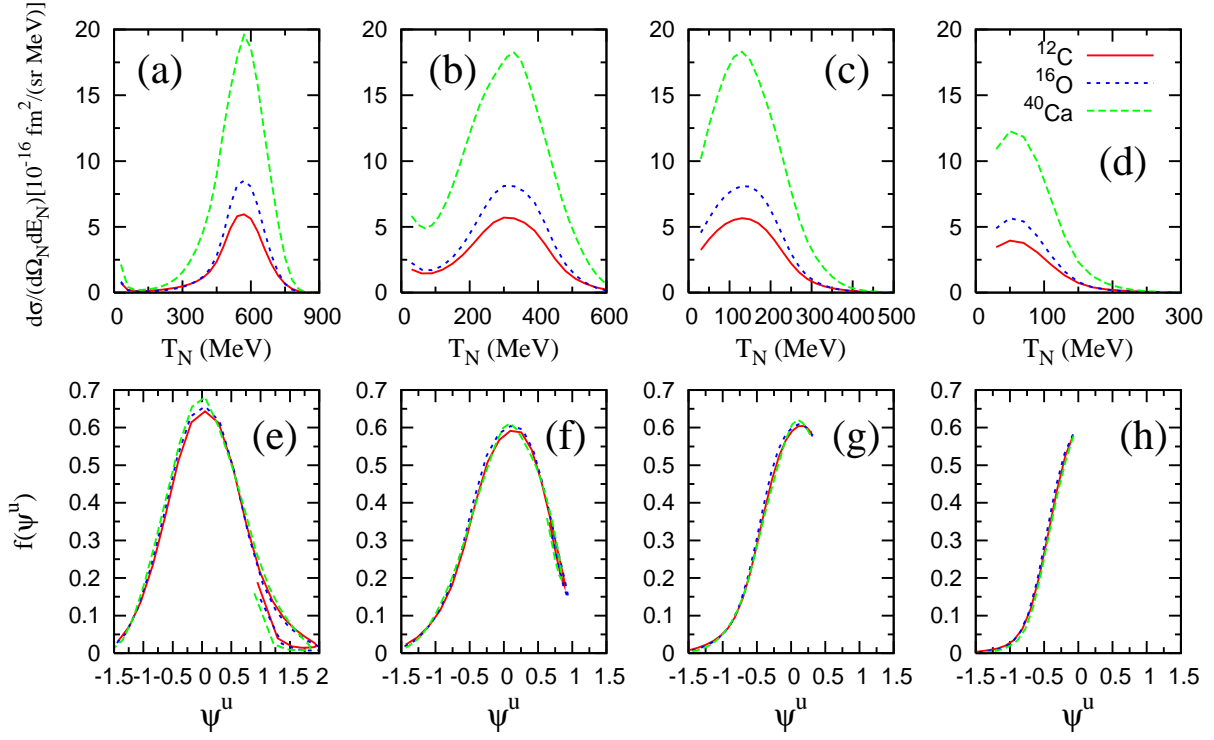 dσ/(dΩ_N dE_N)[10^-16 fm^2/(sr MeV)]
20
15
10
5
0
(a)
0 300 600 900
T_N (MeV)
20
15
10
5
0
(b)
0 200 400 600
T_N (MeV)
20
15
10
5
0
(c)
0 100 200 300 400 500
T_N (MeV)
20
15
10
5
0
(d)
^12C
^16O
^40Ca
0 100 200 300
T_N (MeV)
f(ψ^u)
0.7
0.6
0.5
0.4
0.3
0.2
0.1
0
(e)
-1.5 -1 -0.5 0 0.5 1 1.5 2
ψ^u
0.7
0.6
0.5
0.4
0.3
0.2
0.1
0
(f)
-1.5 -1 -0.5 0 0.5 1 1.5
ψ^u
0.7
0.6
0.5
0.4
0.3
0.2
0.1
0
(g)
-1.5 -1 -0.5 0 0.5 1 1.5
ψ^u
0.7
0.6
0.5
0.4
0.3
0.2
0.1
0
(h)
-1.5 -1 -0.5 0 0.5 1 1.5
ψ^u